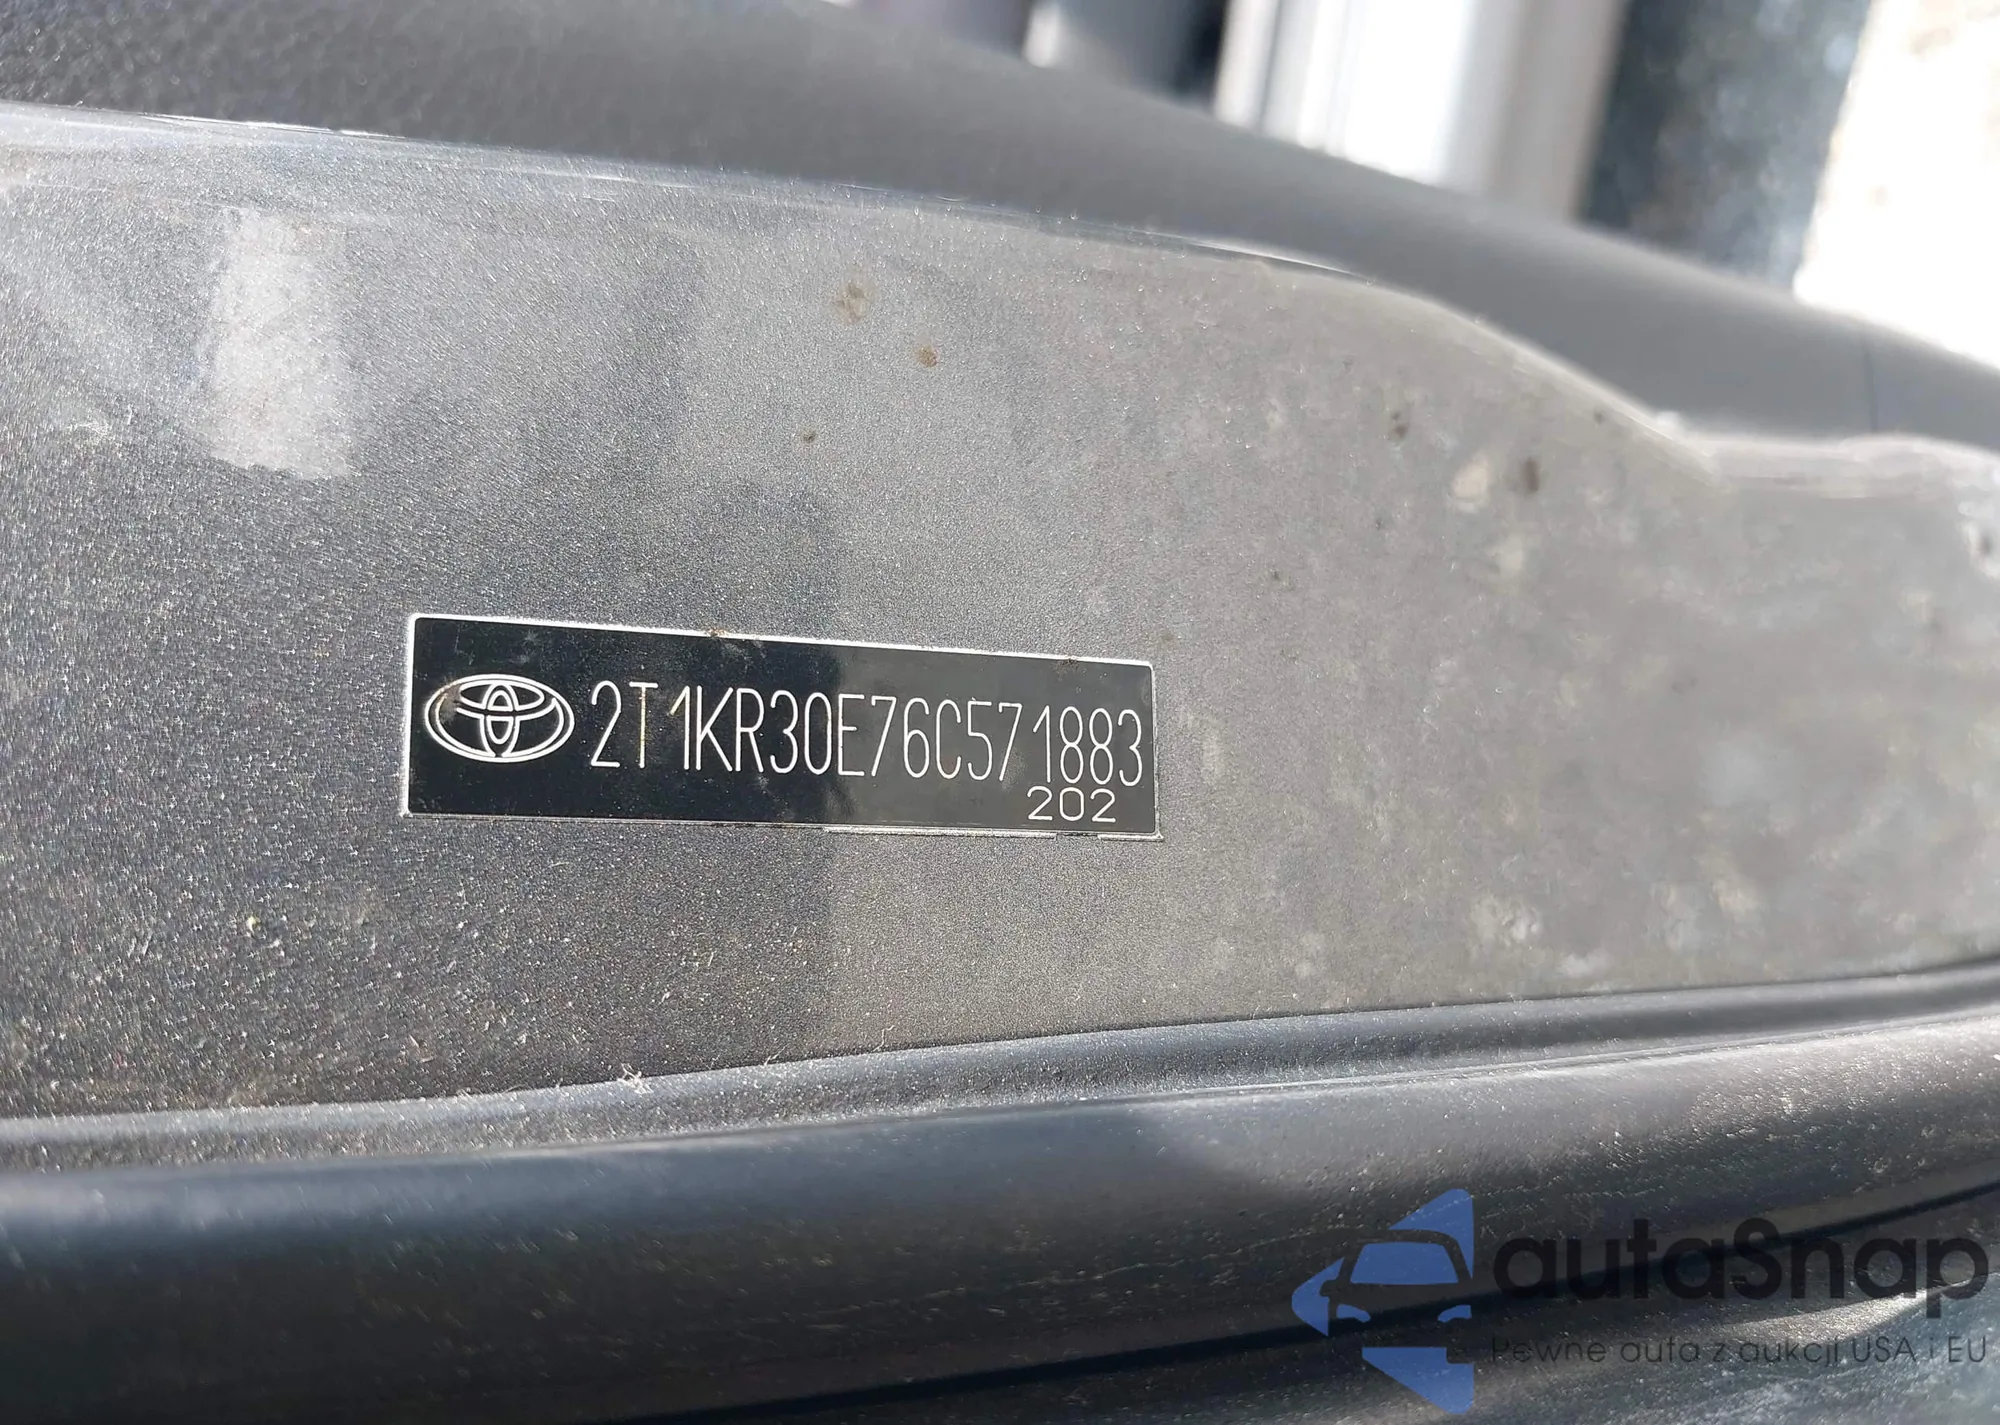 2T1KR30E76C571883
202
autaSnap
Pewne auta z aukcji USA i EU